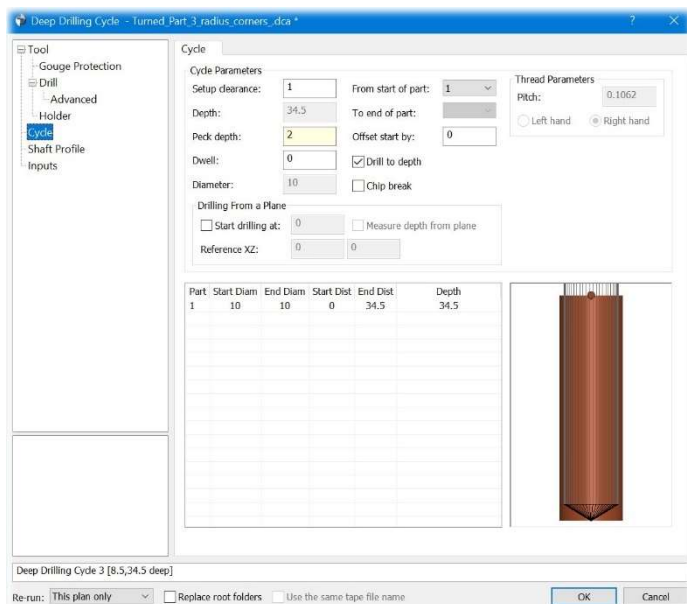 Deep Drilling Cycle - Turned_Part_3_radius_corners_.dca *
Tool
Gouge Protection
Drill
Advanced
Holder
Cycle
Shaft Profile
Inputs
Cycle
Cycle Parameters
Setup clearance: 1 From start of part: 1
Depth: 34.5 To end of part:
Peck depth: 2 Offset start by: 0
Dwell: 0 Drill to depth
Diameter: 10 Chip break
Thread Parameters
Pitch: 0.1062
Left hand Right hand
Drilling From a Plane
Start drilling at: 0 Measure depth from plane
Reference XZ: 0 0
Part Start Diam End Diam Start Dist End Dist Depth
1 10 10 0 34.5 34.5
Deep Drilling Cycle 3 [8.5,34.5 deep]
Re-run: This plan only Replace root folders Use the same tape file name OK Cancel